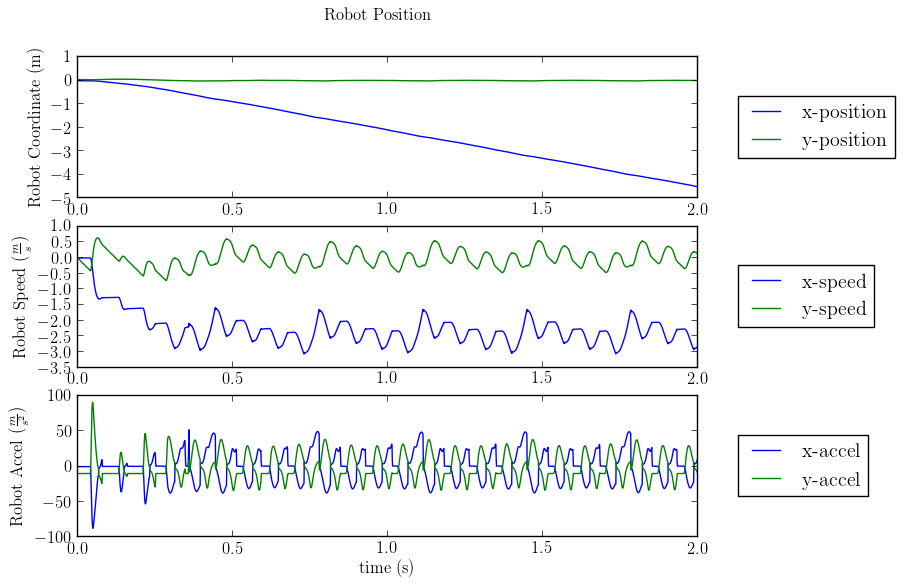 Robot Position
Robot Coordinate (m)
1
0
−1
−2
−3
−4
−5
0.0 0.5 1.0 1.5 2.0
x-position
y-position
Robot Speed (m/s)
1.0
0.5
0.0
−0.5
−1.0
−1.5
−2.0
−2.5
−3.0
−3.5
0.0 0.5 1.0 1.5 2.0
x-speed
y-speed
Robot Accel (m/s²)
100
50
0
−50
−100
0.0 0.5 1.0 1.5 2.0
time (s)
x-accel
y-accel